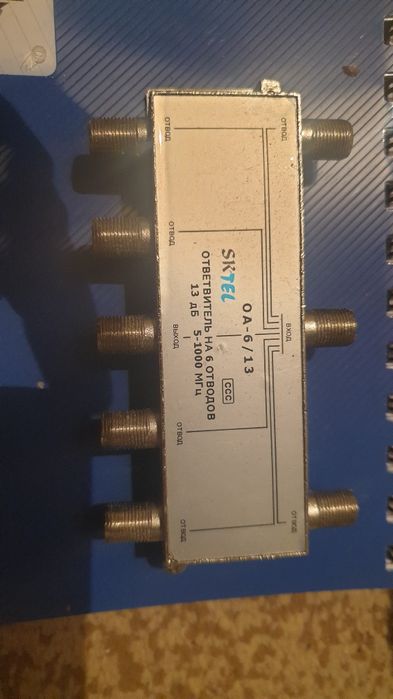 SKTEL
ОА-6/13
ОТВЕТВИТЕЛЬ НА 6 ОТВОДОВ
13 дБ 5-1000 МГц
ССС
ВХОД
ВЫХОД
ОТВОД
ОТВОД
ОТВОД
ОТВОД
ОТВОД
ОТВОД